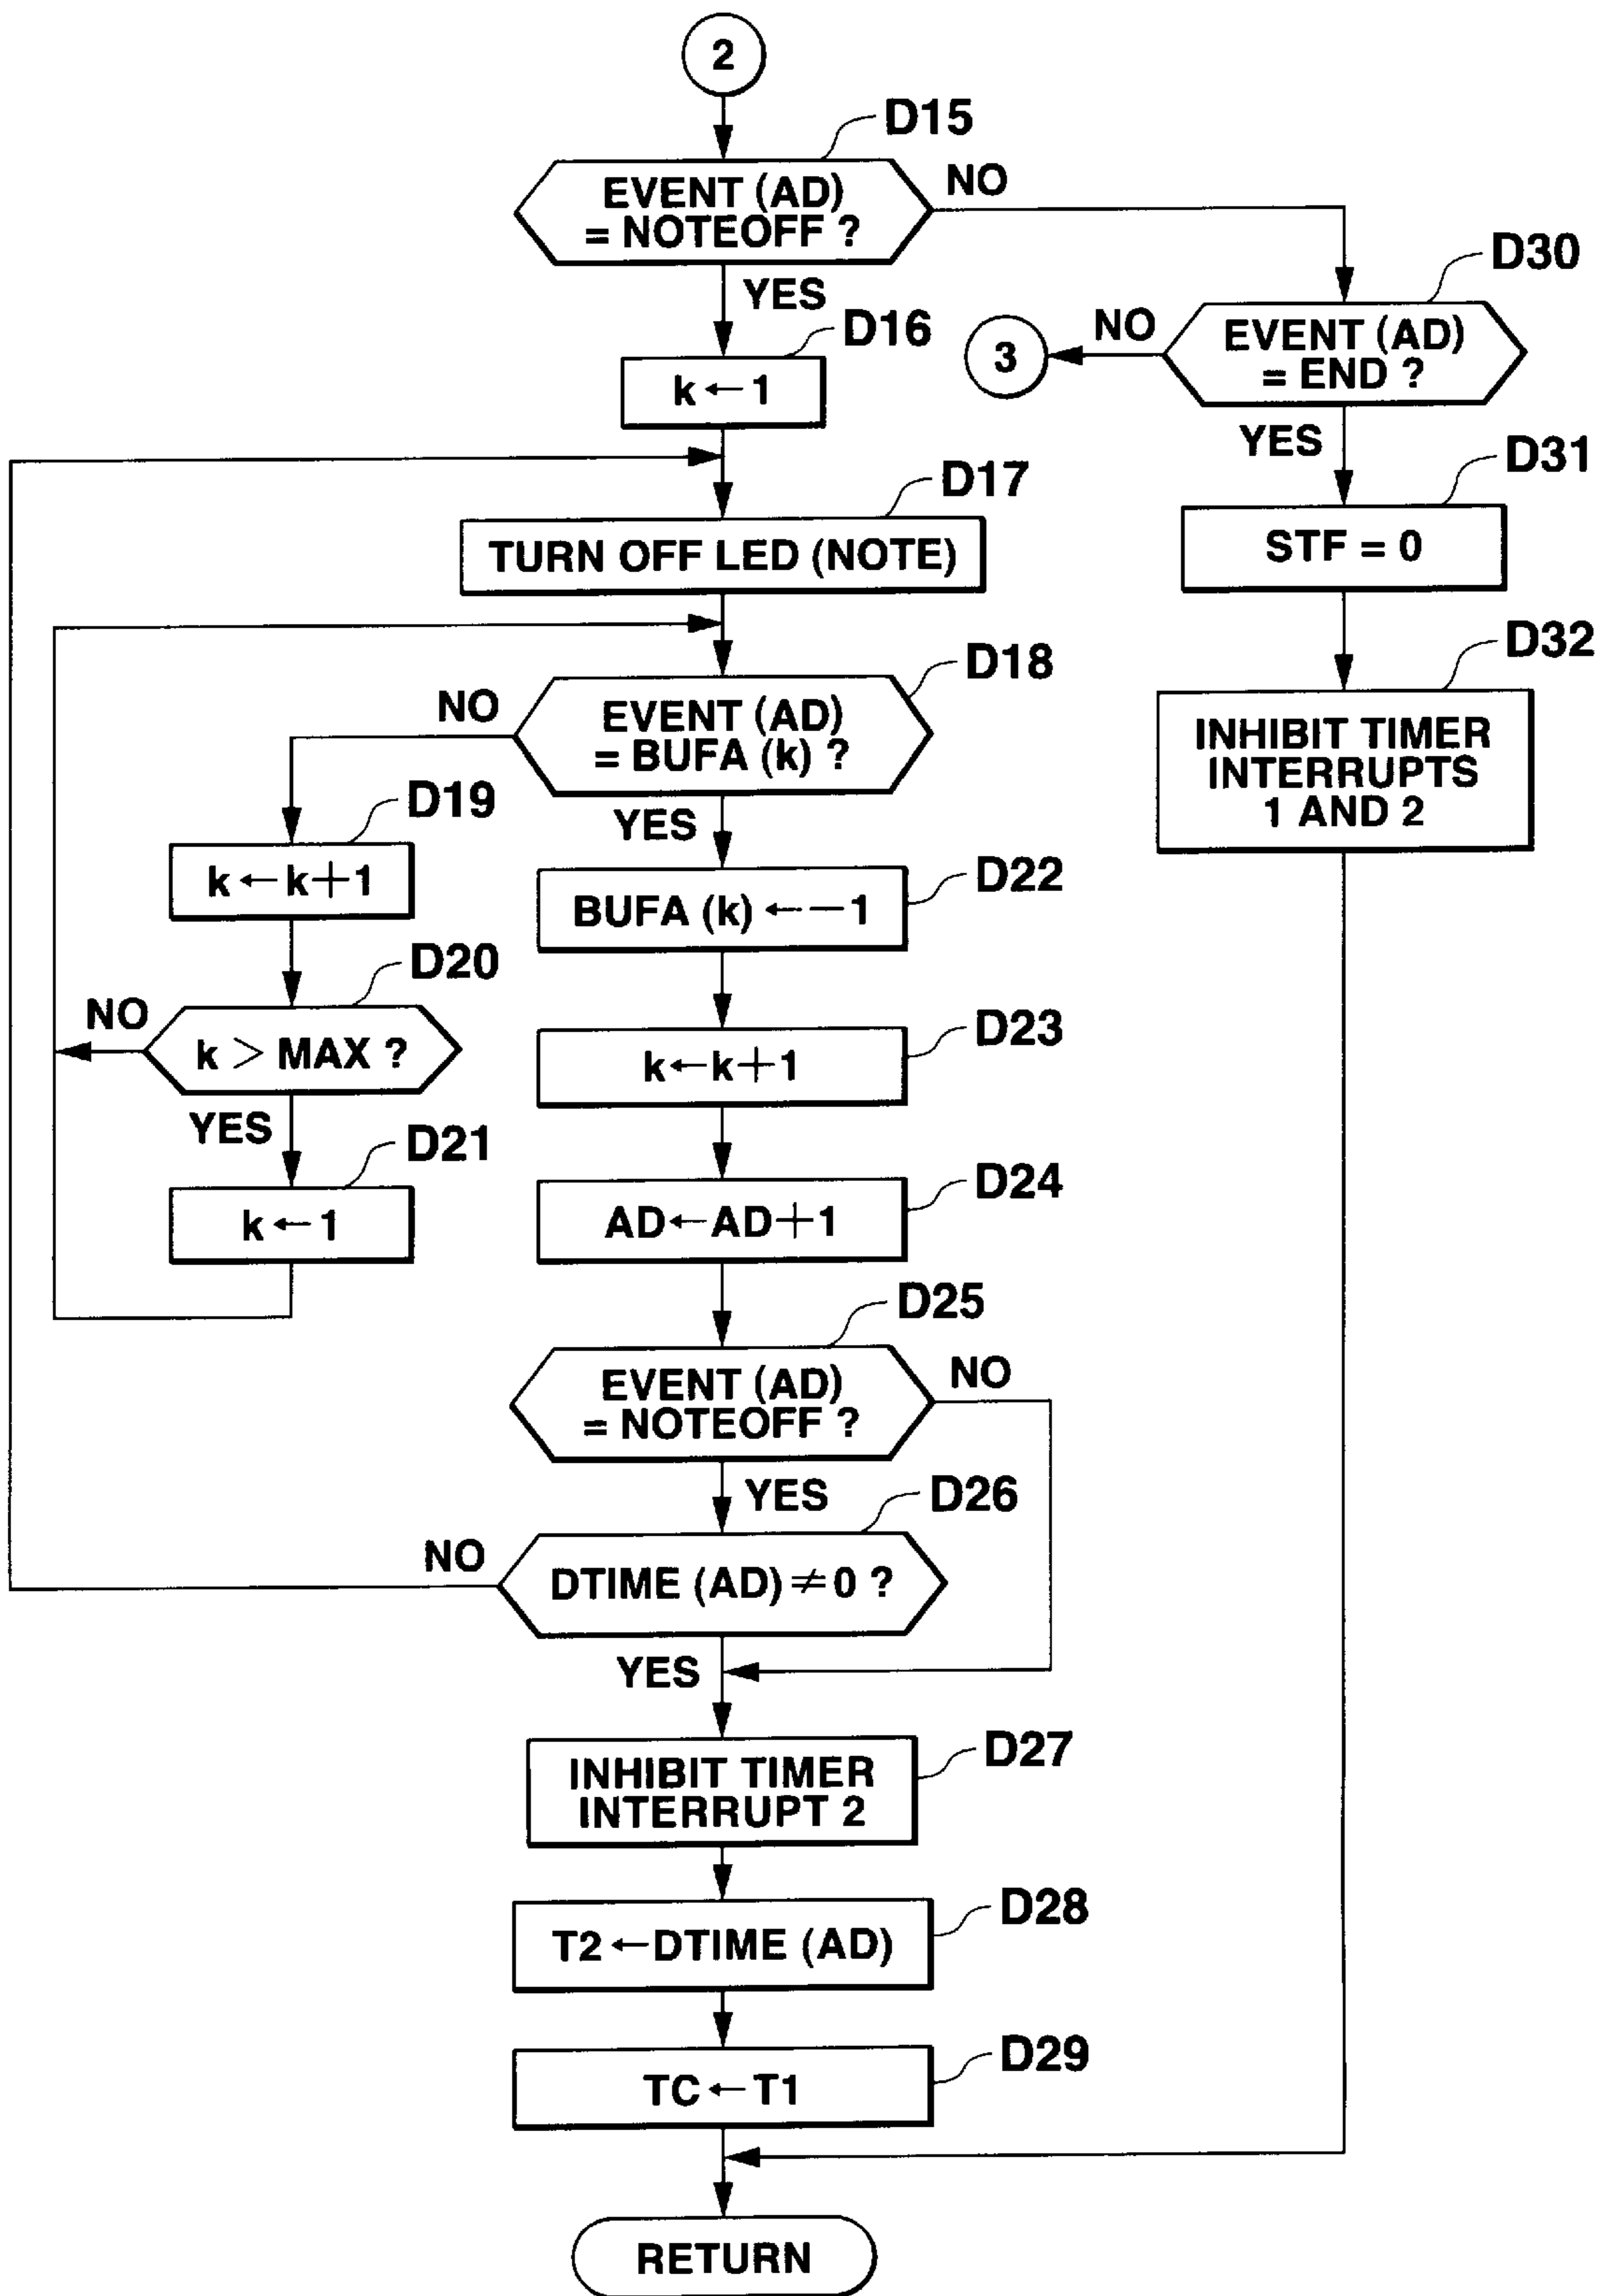 2
D15
EVENT (AD)
= NOTEOFF ?
NO
YES
D30
EVENT (AD)
= END ?
NO
3
YES
D16
k ← 1
D31
STF = 0
D17
TURN OFF LED (NOTE)
D32
INHIBIT TIMER
INTERRUPTS
1 AND 2
D18
EVENT (AD)
= BUFA (k) ?
NO
YES
D19
k ← k+1
D20
k > MAX ?
NO
YES
D21
k ← 1
D22
BUFA (k) ← −1
D23
k ← k+1
D24
AD ← AD+1
D25
EVENT (AD)
= NOTEOFF ?
NO
YES
D26
DTIME (AD) ≠ 0 ?
NO
YES
D27
INHIBIT TIMER
INTERRUPT 2
D28
T2 ← DTIME (AD)
D29
TC ← T1
RETURN